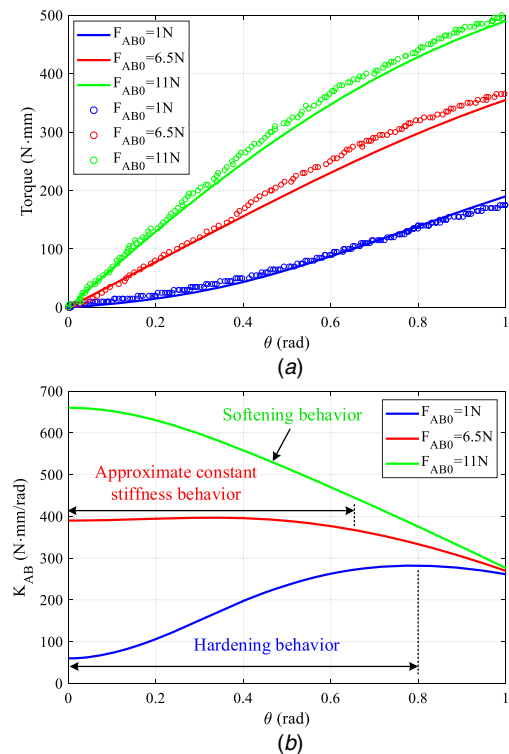 500
400
300
200
100
0
Torque (N·mm)
F_AB0=1N
F_AB0=6.5N
F_AB0=11N
F_AB0=1N
F_AB0=6.5N
F_AB0=11N
0 0.2 0.4 0.6 0.8 1
θ (rad)
(a)
700
600
500
400
300
200
100
0
K_AB (N·mm/rad)
Softening behavior
F_AB0=1N
F_AB0=6.5N
F_AB0=11N
Approximate constant
stiffness behavior
Hardening behavior
0 0.2 0.4 0.6 0.8 1
θ (rad)
(b)